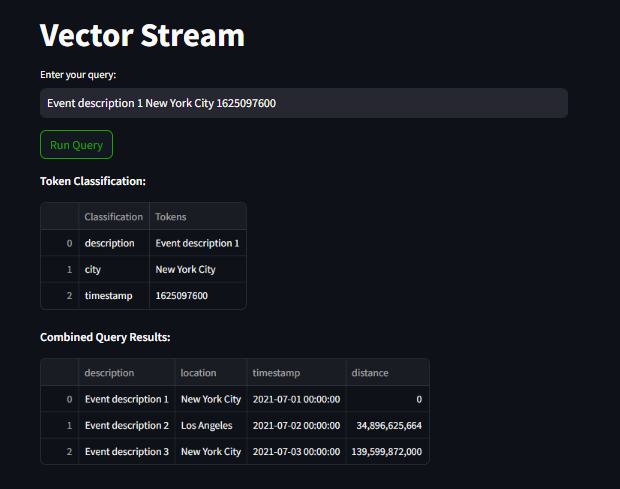 Vector Stream
Enter your query:
Event description 1 New York City 1625097600
Run Query
Token Classification:
Classification Tokens
0 description Event description 1
1 city New York City
2 timestamp 1625097600
Combined Query Results:
description location timestamp distance
0 Event description 1 New York City 2021-07-01 00:00:00 0
1 Event description 2 Los Angeles 2021-07-02 00:00:00 34,896,625,664
2 Event description 3 New York City 2021-07-03 00:00:00 139,599,872,000